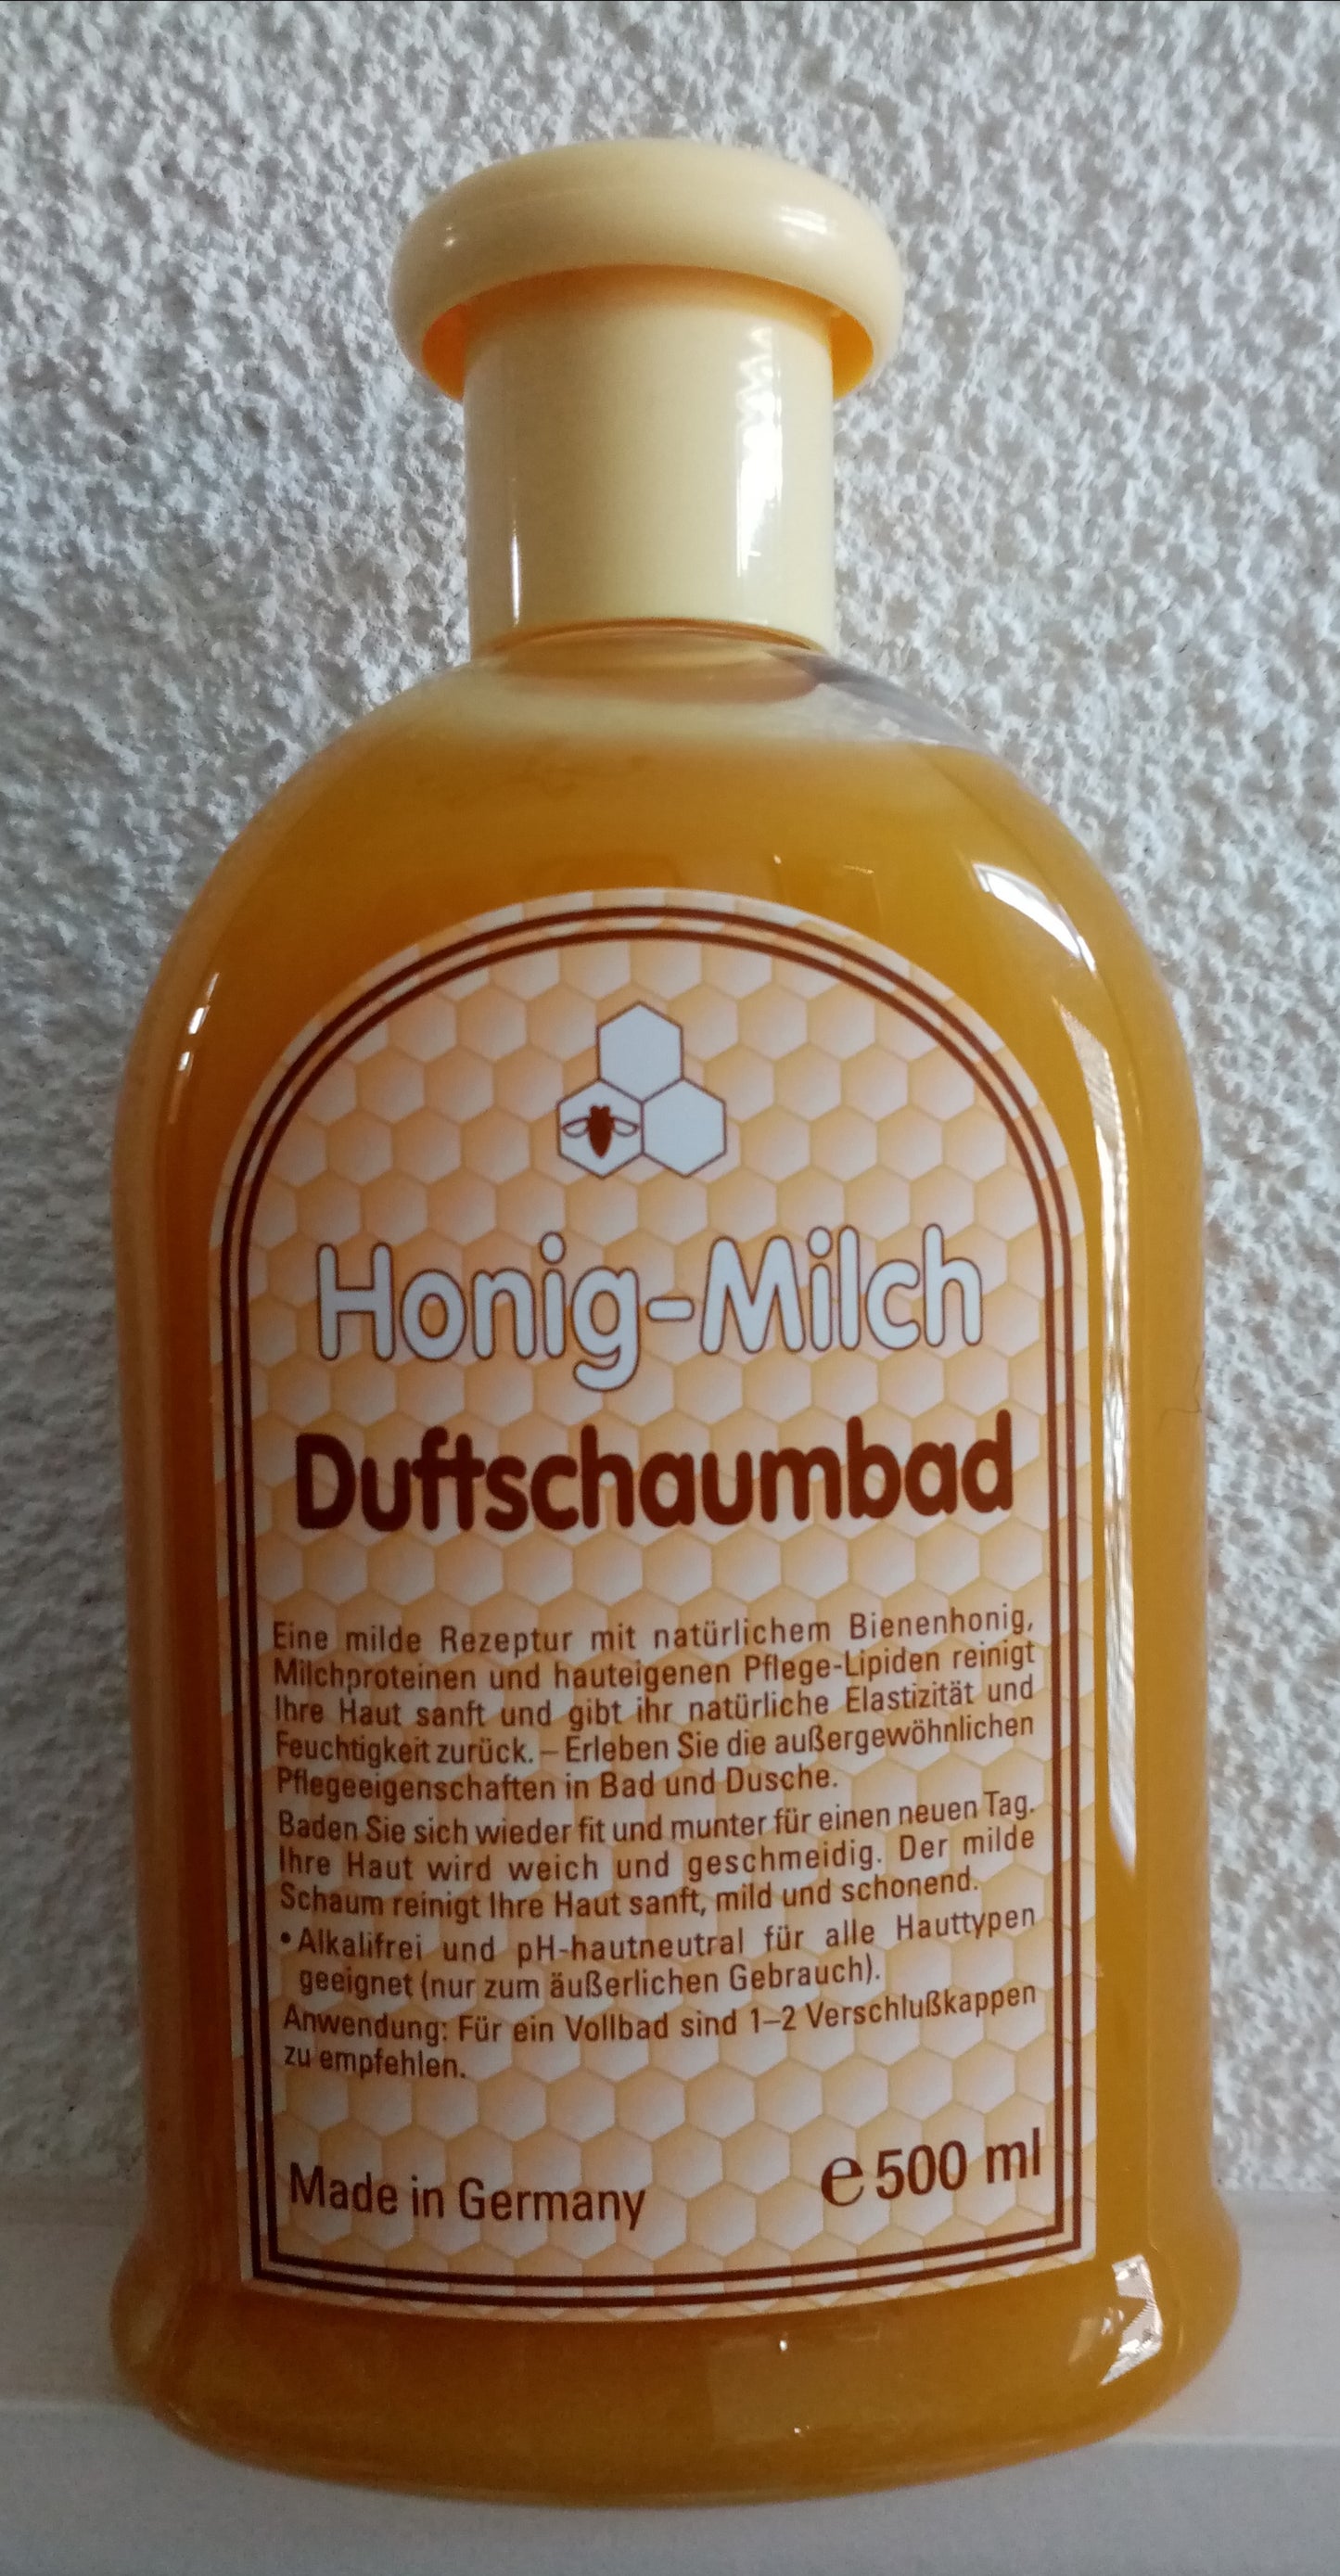 Honig-Milch
Duftschaumbad
Eine milde Rezeptur mit natürlichem Bienenhonig,
Milchproteinen und hauteigenen Pflege-Lipiden reinigt
Ihre Haut sanft und gibt ihr natürliche Elastizität und
Feuchtigkeit zurück. – Erleben Sie die außergewöhnlichen
Pflegeeigenschaften in Bad und Dusche.
Baden Sie sich wieder fit und munter für einen neuen Tag.
Ihre Haut wird weich und geschmeidig. Der milde
Schaum reinigt Ihre Haut sanft, mild und schonend.
• Alkalifrei und pH-hautneutral für alle Hauttypen
geeignet (nur zum äußerlichen Gebrauch).
Anwendung: Für ein Vollbad sind 1–2 Verschlußkappen
zu empfehlen.
Made in Germany
℮ 500 ml